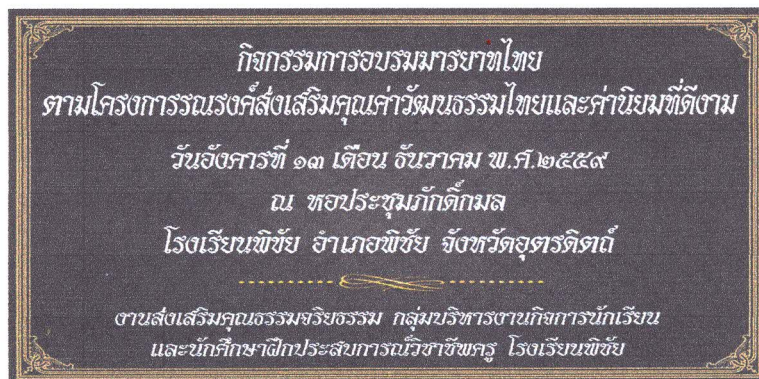 กิจกรรมการอบรมมารยาทไทย
ตามโครงการรณรงค์ส่งเสริมคุณค่าวัฒนธรรมไทยและค่านิยมที่ดีงาม
วันอังคารที่ ๑๓ เดือน ธันวาคม พ.ศ.๒๕๕๙
ณ หอประชุมภักดิ์กมล
โรงเรียนพิชัย อำเภอพิชัย จังหวัดอุตรดิตถ์
งานส่งเสริมคุณธรรมจริยธรรม กลุ่มบริหารงานกิจการนักเรียน
และนักศึกษาฝึกประสบการณ์วิชาชีพครู โรงเรียนพิชัย